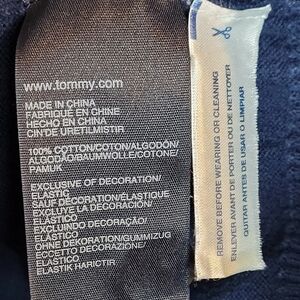 www.tommy.com
MADE IN CHINA
FABRIQUE EN CHINE
HECHO EN CHINA
ÇIN'DE URETILMISTIR
100% COTTON/COTON/ALGODÓN/
ALGODÃO/BAUMWOLLE/COTONE/
PAMUK
EXCLUSIVE OF DECORATION/
ELASTIC
SAUF DÉCORATION/ÉLASTIQUE
EXCLUYE LA DECORACIÓN/
ELÁSTICO
EXCLUINDO DECORAÇÃO/
ELÁSTICO
OHNE DEKORATION/GUMMIZUG
ECCETTO DECORAZIONE/
ELASTICO
ELASTIK HARICTIR
REMOVE BEFORE WEARING OR CLEANING
ENLEVER AVANT DE PORTER OU DE NETTOYER
QUITAR ANTES DE USAR O LIMPIAR